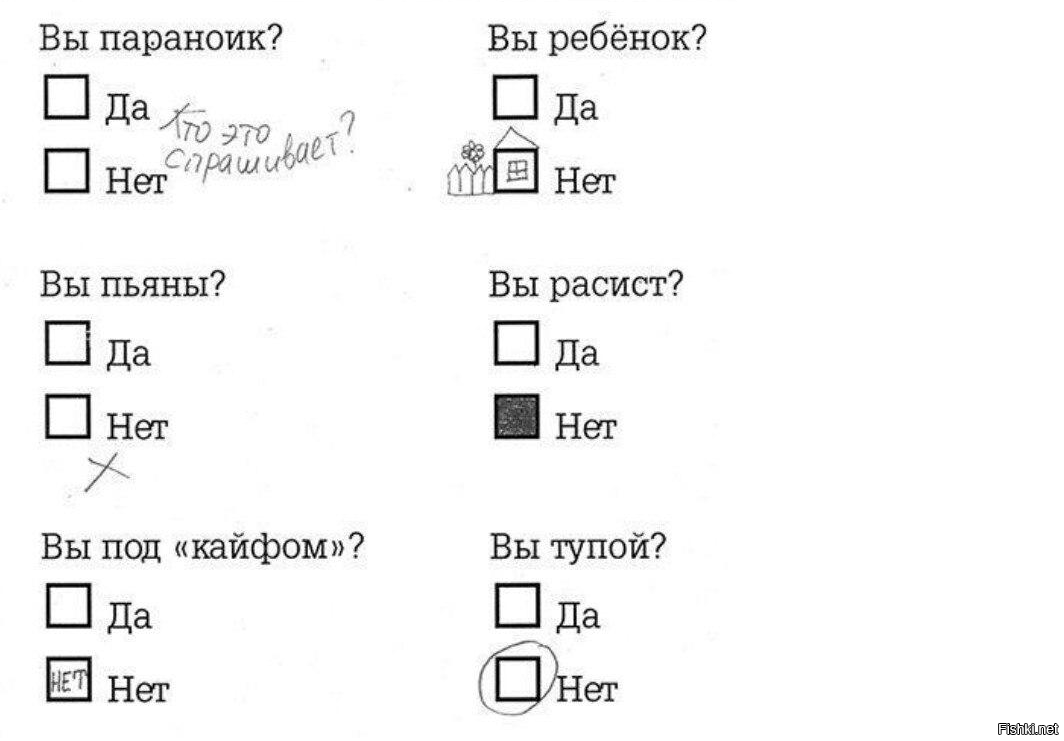 Вы параноик?
Да
Кто это
спрашивает?
Нет
Вы ребёнок?
Да
Нет
Вы пьяны?
Да
Нет
Вы расист?
Да
Нет
Вы под «кайфом»?
Да
НЕТ Нет
Вы тупой?
Да
Нет
Fishki.net